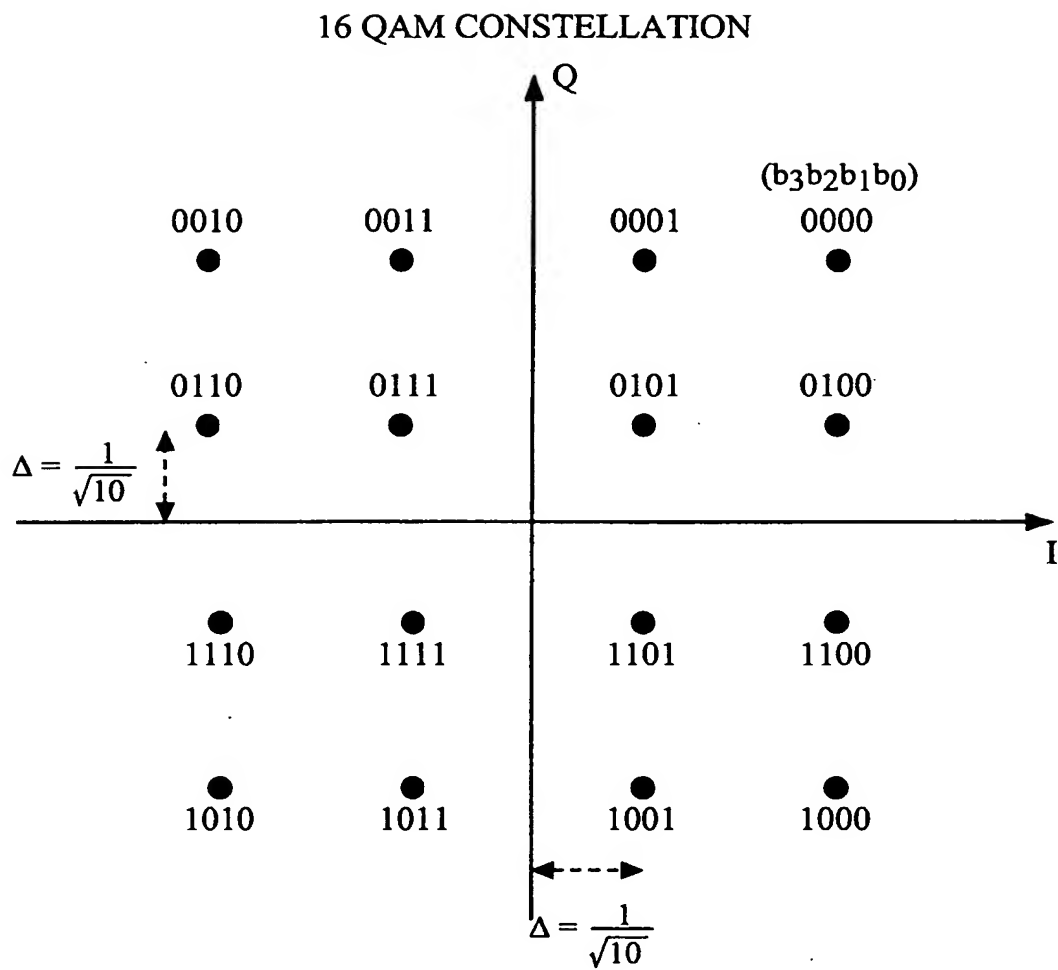 16 QAM CONSTELLATION
Q
(b3b2b1b0)
0010 0011 0001 0000
0110 0111 0101 0100
Δ = 1/√10
I
1110 1111 1101 1100
1010 1011 1001 1000
Δ = 1/√10